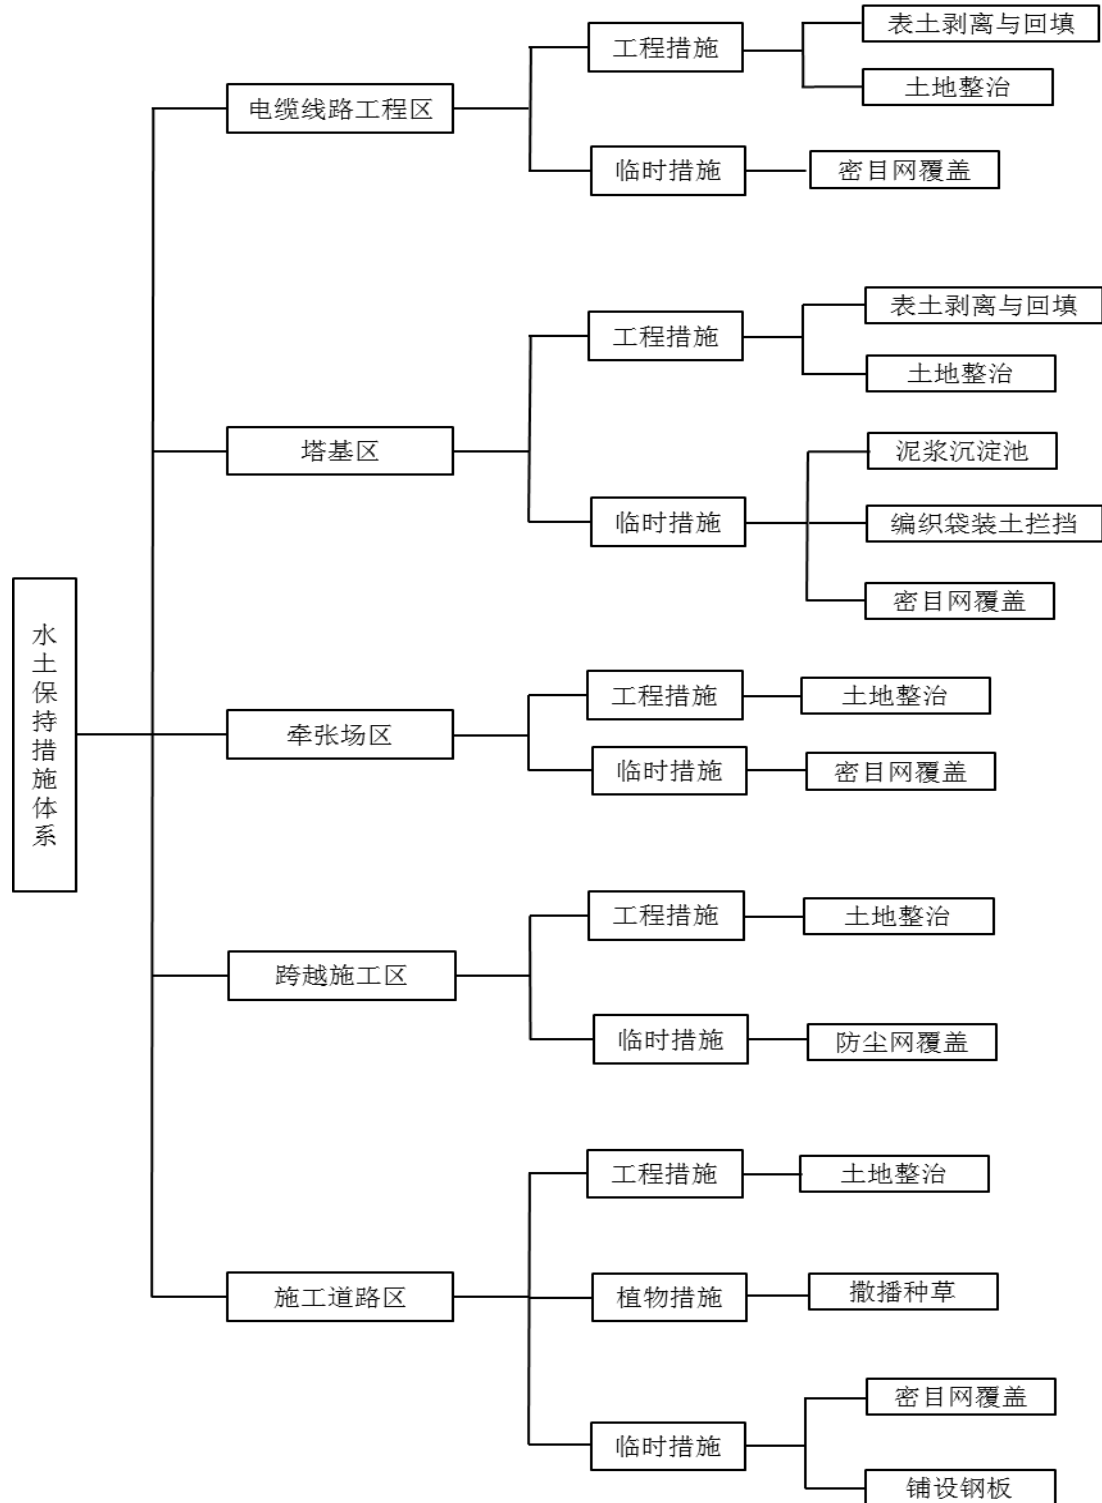 水土保持措施体系
电缆线路工程区
工程措施
表土剥离与回填
土地整治
临时措施
密目网覆盖
塔基区
工程措施
表土剥离与回填
土地整治
临时措施
泥浆沉淀池
编织袋装土拦挡
密目网覆盖
牵张场区
工程措施
土地整治
临时措施
密目网覆盖
跨越施工区
工程措施
土地整治
临时措施
防尘网覆盖
施工道路区
工程措施
土地整治
植物措施
撒播种草
临时措施
密目网覆盖
铺设钢板